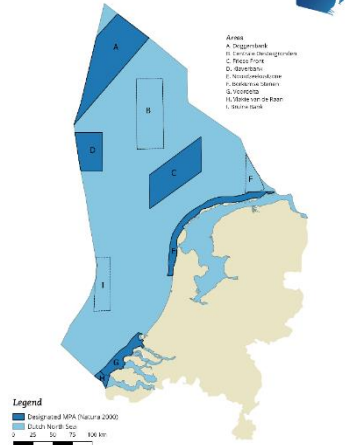 Areas
A. Doggersbank
B. Centrale Oestergronden
C. Friese Front
D. Klaverbank
E. Noordzeekustzone
F. Borkumse Stenen
G. Voordelta
H. Vlakte van de Raan
I. Bruine Bank
A
B
D
C
F
E
I
G
H
Legend
Designated MPA (Natura 2000)
Dutch North Sea
0 25 50 75 100 km